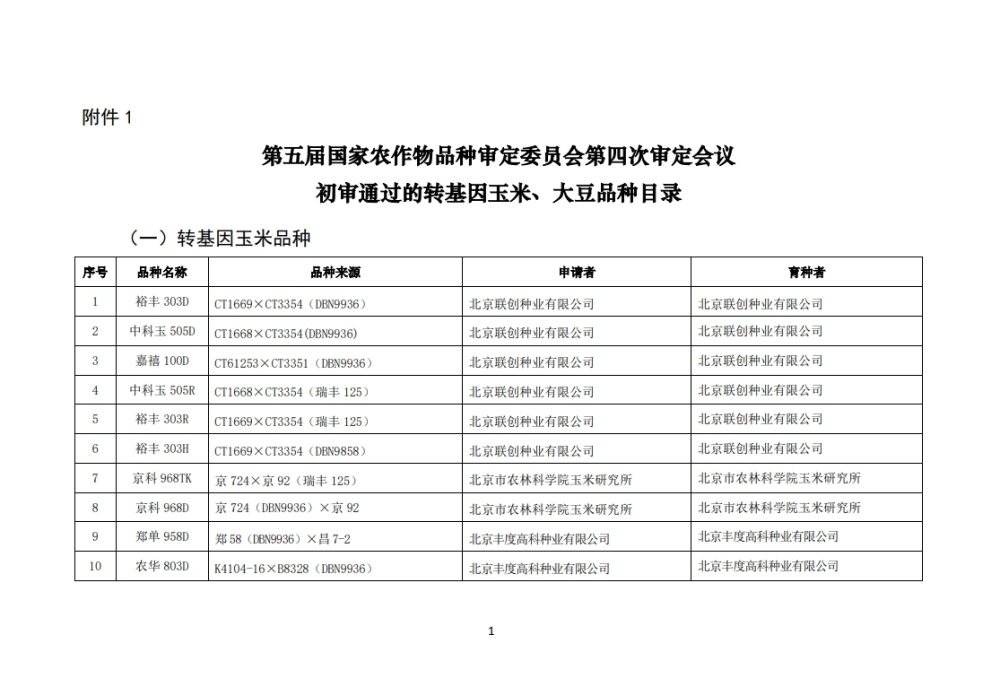 附件 1
第五届国家农作物品种审定委员会第四次审定会议
初审通过的转基因玉米、大豆品种目录
（一）转基因玉米品种
序号 品种名称 品种来源 申请者 育种者
1 裕丰 303D CT1669×CT3354（DBN9936） 北京联创种业有限公司 北京联创种业有限公司
2 中科玉 505D CT1668×CT3354(DBN9936) 北京联创种业有限公司 北京联创种业有限公司
3 嘉禧 100D CT61253×CT3351（DBN9936） 北京联创种业有限公司 北京联创种业有限公司
4 中科玉 505R CT1668×CT3354（瑞丰 125） 北京联创种业有限公司 北京联创种业有限公司
5 裕丰 303R CT1669×CT3354（瑞丰 125） 北京联创种业有限公司 北京联创种业有限公司
6 裕丰 303H CT1669×CT3354（DBN9858） 北京联创种业有限公司 北京联创种业有限公司
7 京科 968TK 京 724×京 92（瑞丰 125） 北京市农林科学院玉米研究所 北京市农林科学院玉米研究所
8 京科 968D 京 724（DBN9936）×京 92 北京市农林科学院玉米研究所 北京市农林科学院玉米研究所
9 郑单 958D 郑 58（DBN9936）×昌 7-2 北京丰度高科种业有限公司 北京丰度高科种业有限公司
10 农华 803D K4104-16×B8328（DBN9936） 北京丰度高科种业有限公司 北京丰度高科种业有限公司
1